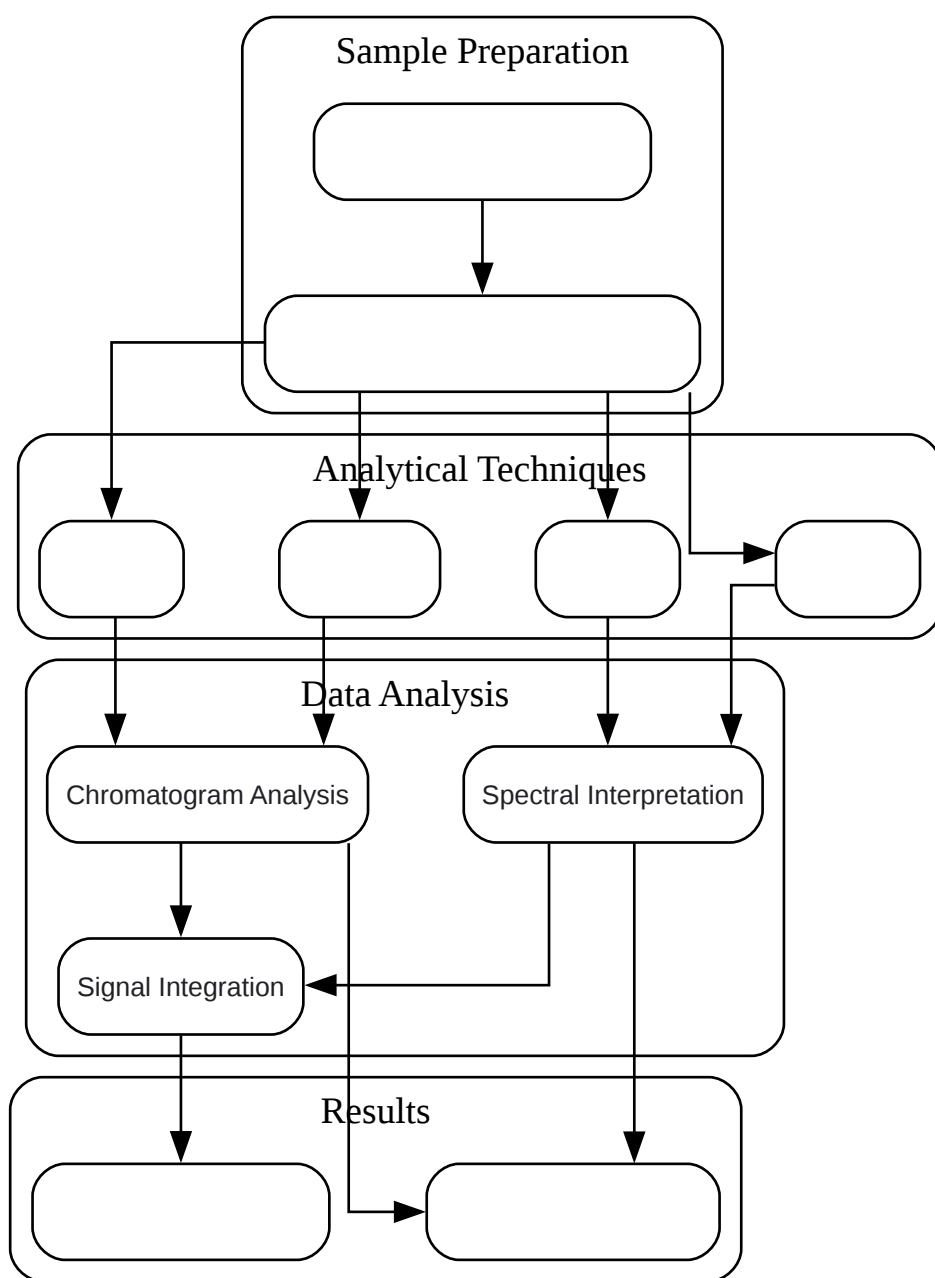 Sample Preparation
Analytical Techniques
Data Analysis
Chromatogram Analysis
Spectral Interpretation
Signal Integration
Results